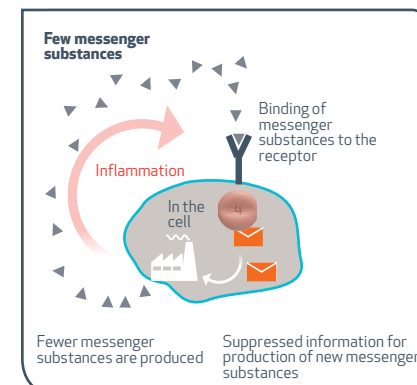 Few messenger
substances
Binding of
messenger
substances to the
receptor
Inflammation
In the
cell
4
Fewer messenger
substances are produced
Suppressed information for
production of new messenger
substances